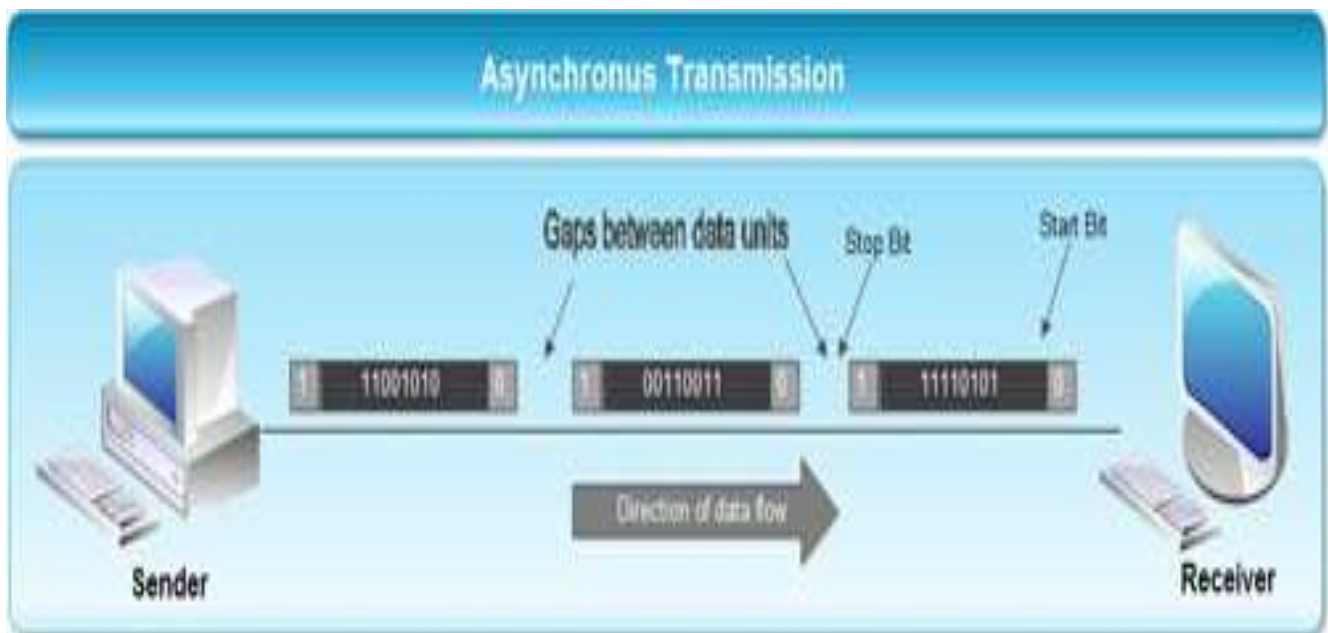 Asynchronus Transmission
Gaps between data units
Stop Bit
Start Bit
1 11001010 0
1 00110011 0
1 11110101 0
Direction of data flow
Sender
Receiver